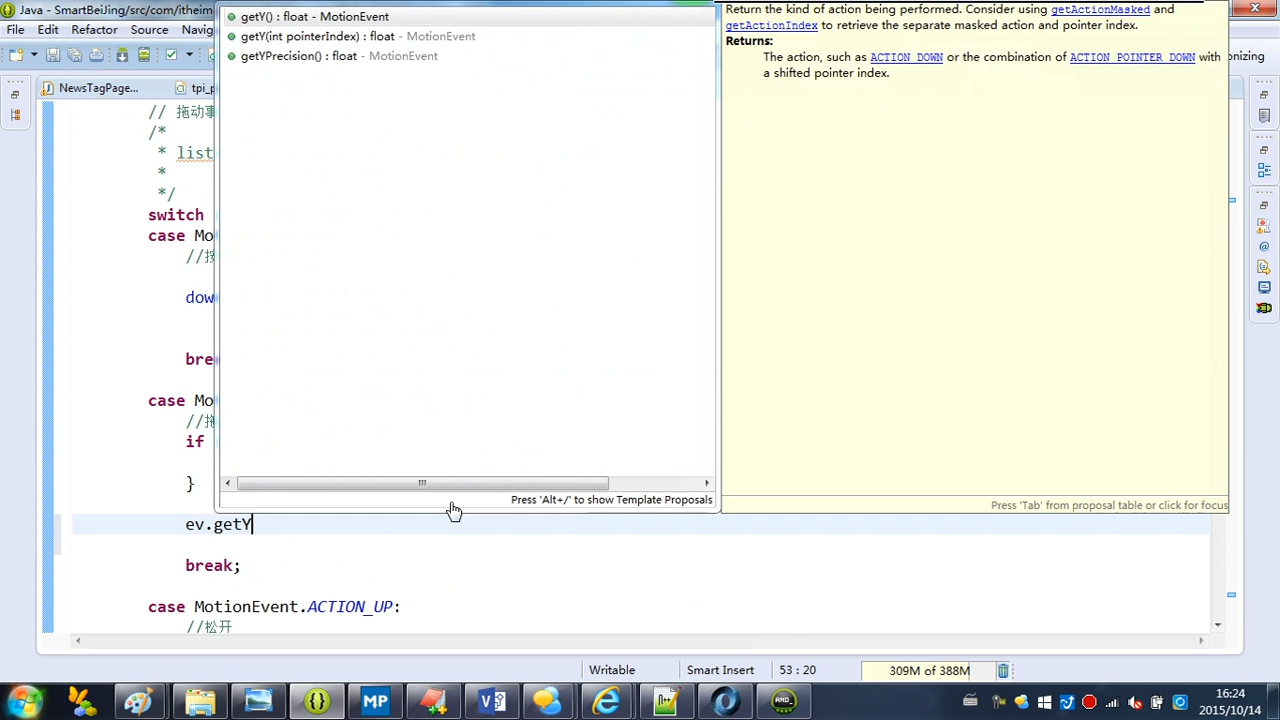 Java - SmartBeiJing/src/com/itheim
File Edit Refactor Source Navig
onizing
NewsTagPage...
tpi_p
// 拖动事
/*
* list
*
*/
switch
case Mo
//按
dow
bre
case Mo
//拖
if
}
ev.getY
break;
case MotionEvent.ACTION_UP:
//松开
getY() : float - MotionEvent
getY(int pointerIndex) : float - MotionEvent
getYPrecision() : float - MotionEvent
Press 'Alt+/' to show Template Proposals
Return the kind of action being performed. Consider using getActionMasked and
getActionIndex to retrieve the separate masked action and pointer index.
Returns:
The action, such as ACTION_DOWN or the combination of ACTION_POINTER_DOWN with
a shifted pointer index.
Press 'Tab' from proposal table or click for focus
Writable
Smart Insert
53 : 20
309M of 388M
MP
AND
16:24
2015/10/14